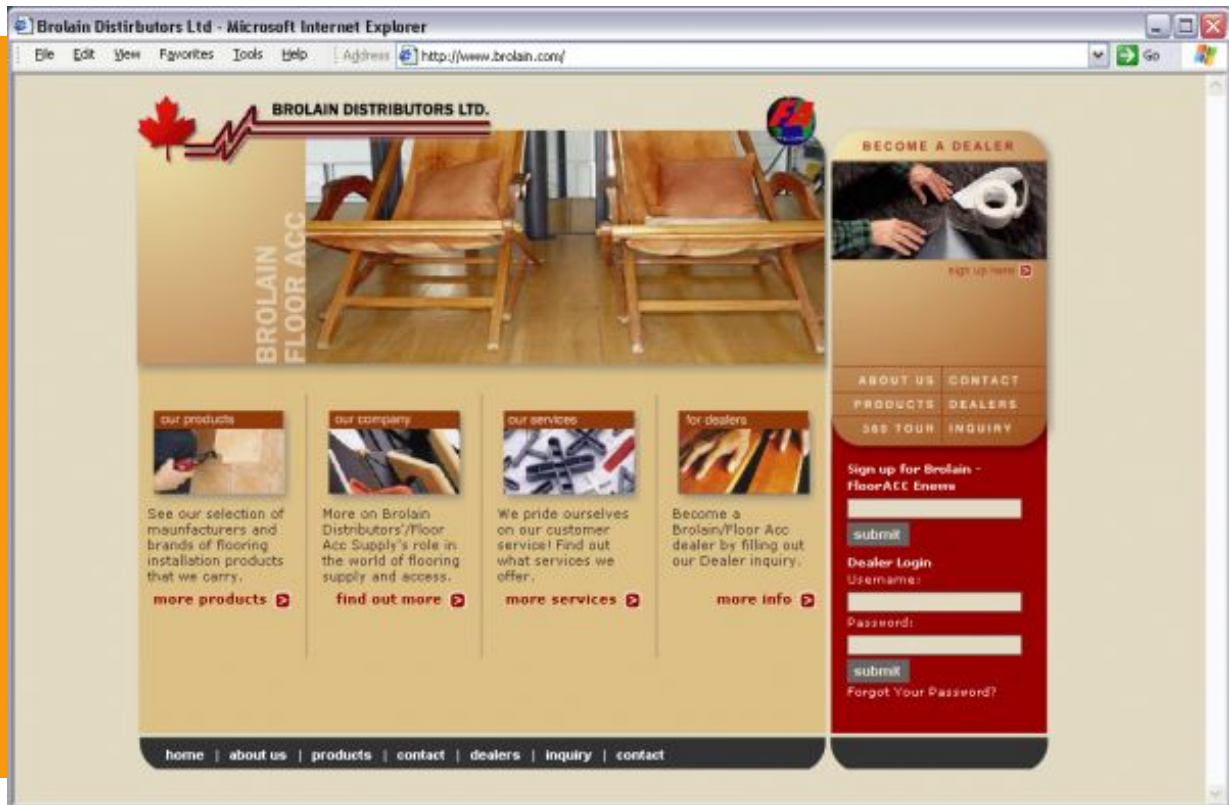 Brolain Distirbutors Ltd - Microsoft Internet Explorer
File Edit View Favorites Tools Help Address http://www.brolain.com/ Go
BROLAIN DISTRIBUTORS LTD.
FA
BROLAIN
FLOOR ACC
BECOME A DEALER
sign up here
ABOUT US CONTACT
PRODUCTS DEALERS
360 TOUR INQUIRY
our products
See our selection of
maunfacturers and
brands of flooring
installation products
that we carry.
more products
our company
More on Brolain
Distributors'/Floor
Acc Supply's role in
the world of flooring
supply and access.
find out more
our services
We pride ourselves
on our customer
service! Find out
what services we
offer.
more services
for dealers
Become a
Brolain/Floor Acc
dealer by filling out
our Dealer inquiry.
more info
Sign up for Brolain -
FloorACC Enews
submit
Dealer Login
Username:
Password:
submit
Forgot Your Password?
home | about us | products | contact | dealers | inquiry | contact